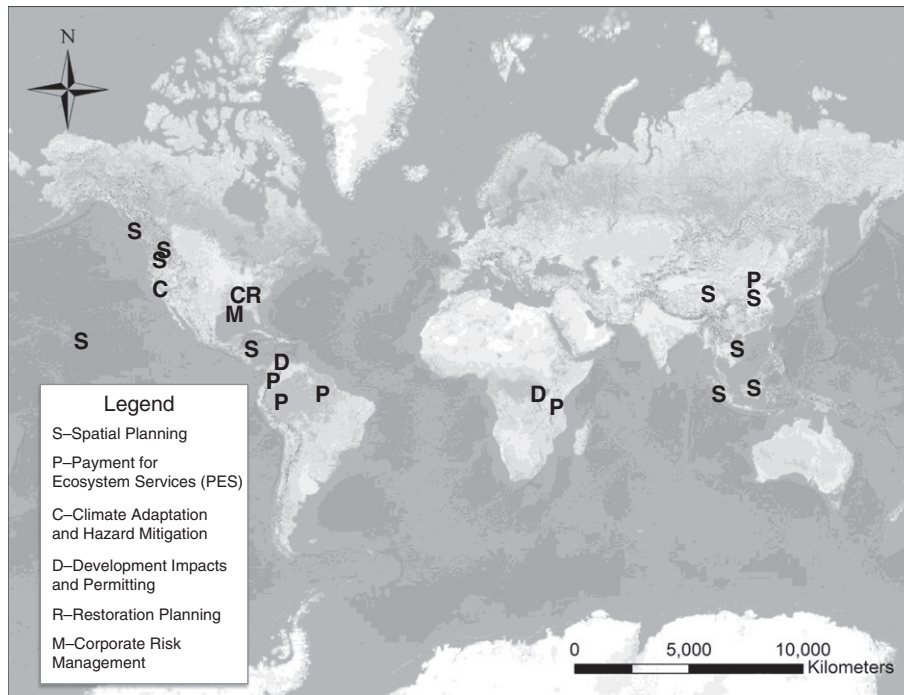 N
S
S
S
C
CR
M
S
S
D
P
P
P
D
P
S
P
S
S
S
S
Legend
S–Spatial Planning
P–Payment for
Ecosystem Services (PES)
C–Climate Adaptation
and Hazard Mitigation
D–Development Impacts
and Permitting
R–Restoration Planning
M–Corporate Risk
Management
0 5,000 10,000
Kilometers